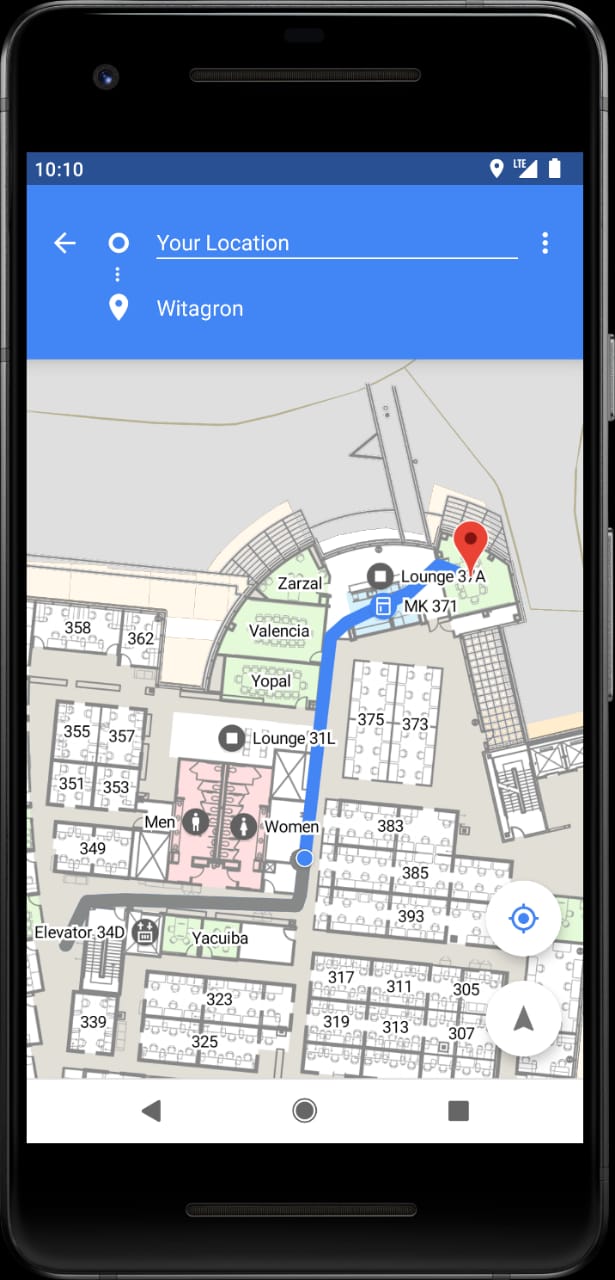 10:10
LTE
Your Location
Witagron
Zarzal
Lounge 37A
MK 371
358
362
Valencia
Yopal
375
373
355
357
Lounge 31L
351
353
Men
Women
383
349
385
393
Elevator 34D
Yacuiba
317
311
305
323
339
319
313
307
325